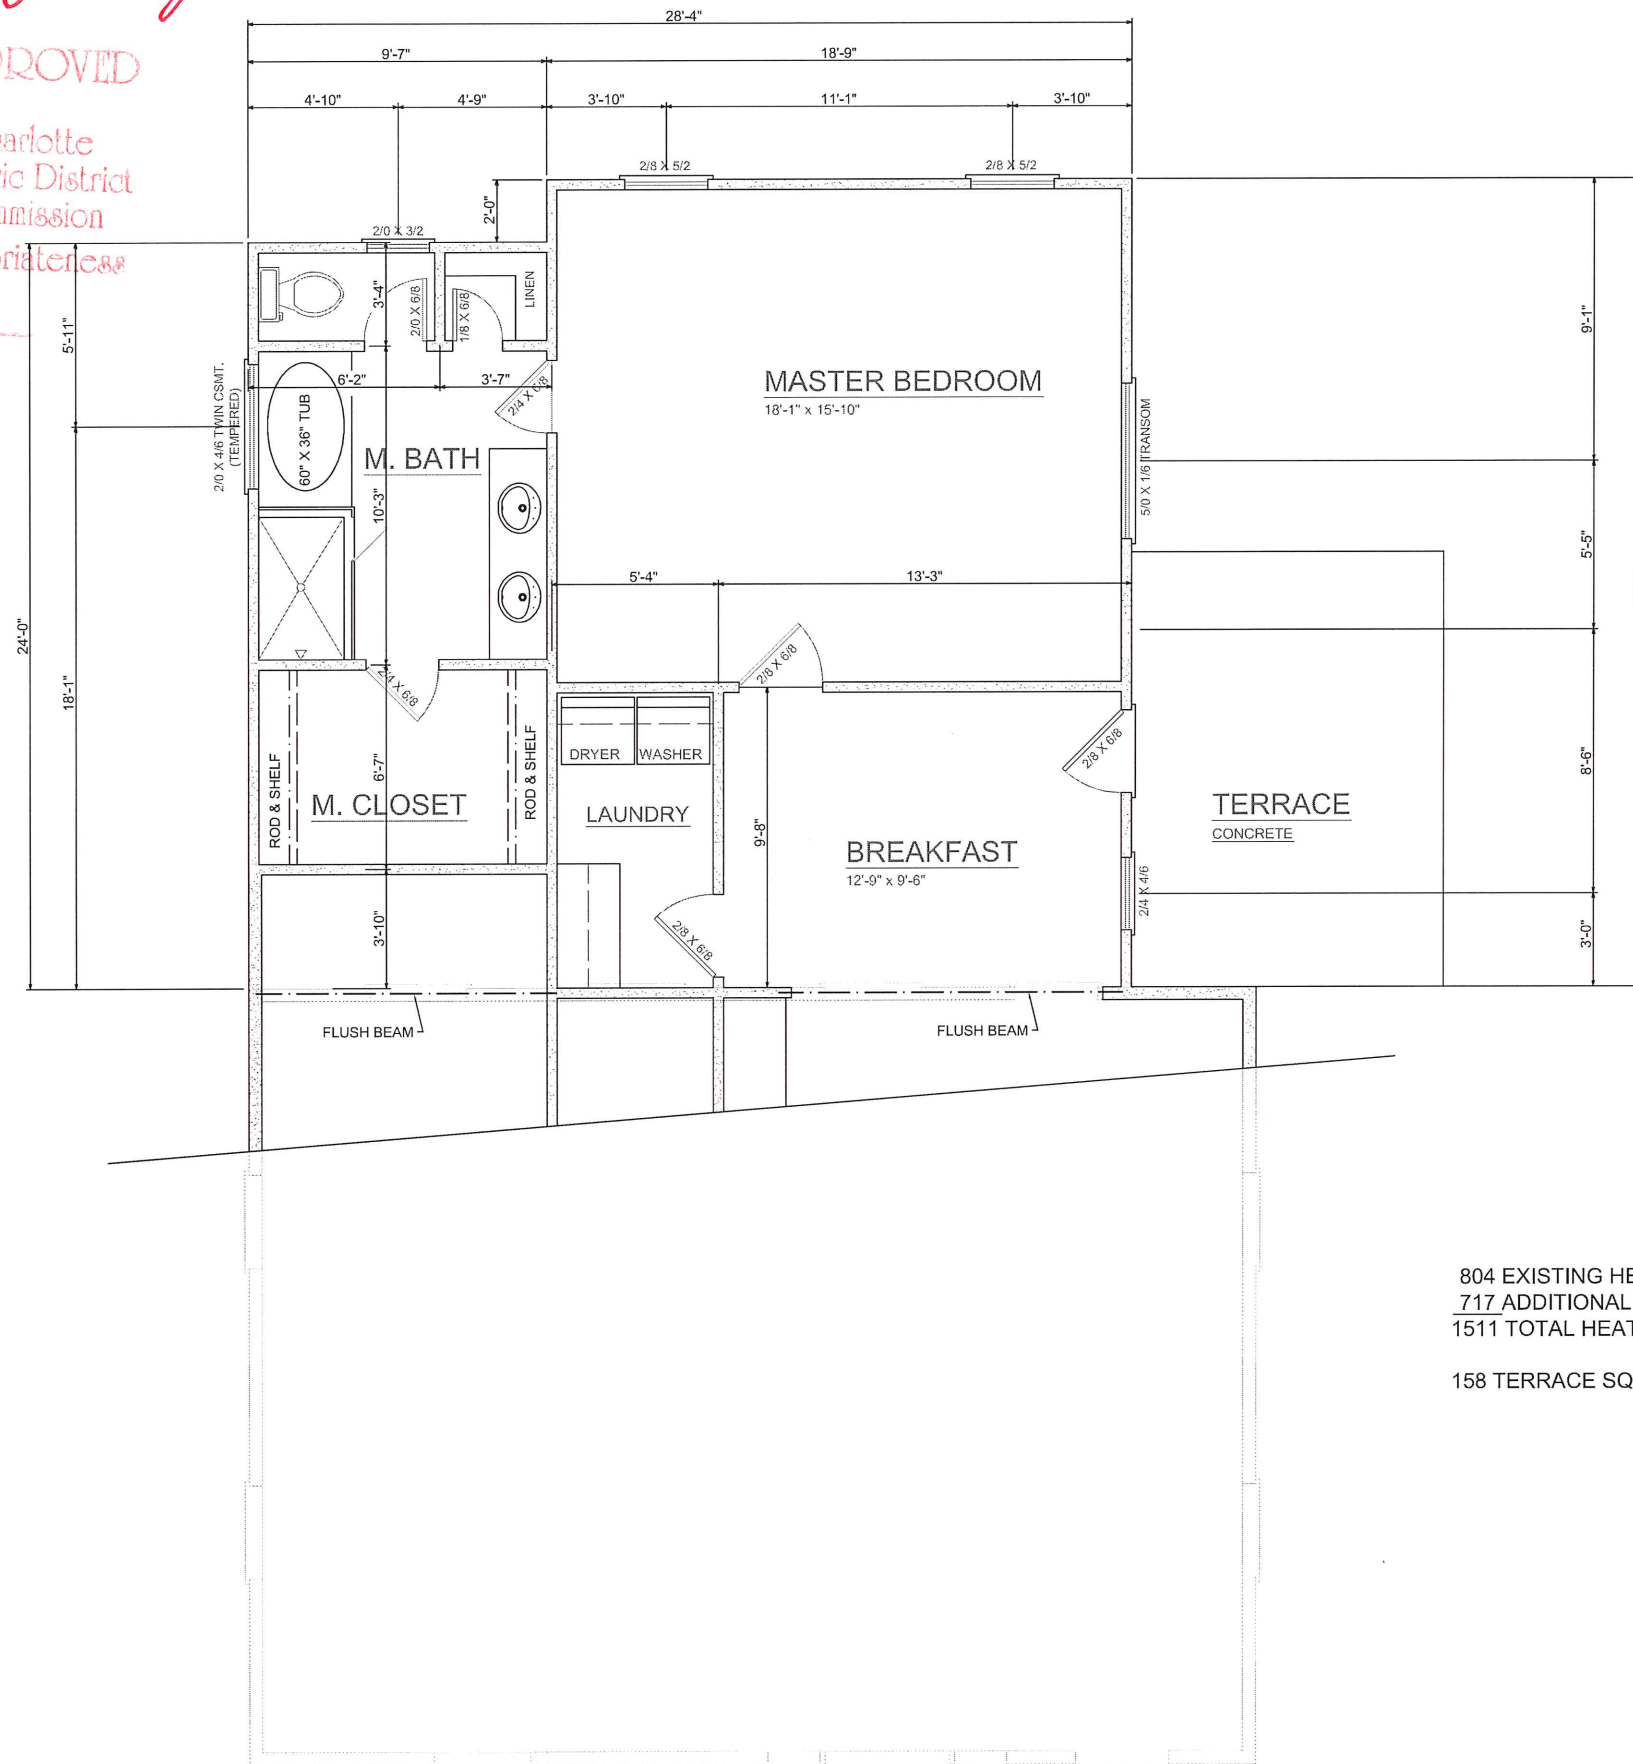 28'-4"
9'-7"
18'-9"
4'-10"
4'-9"
3'-10"
11'-1"
3'-10"
PROVED
arlotte
ic District
mmission
priateness
2/8 X 5/2
2/8 X 5/2
2'-0"
2/0 X 3/2
LINEN
3'-4"
2/0 X 6/8
1/8 X 6/8
5'-11"
9'-1"
6'-2"
3'-7"
2/4 X 6/8
MASTER BEDROOM
18'-1" x 15'-10"
2/0 X 4/6 TWIN CSMT.
(TEMPERED)
60" X 36" TUB
M. BATH
10'-3"
5/0 X 1/6 TRANSOM
5'-5"
5'-4"
13'-3"
24'-0"
18'-1"
2/4 X 6/8
2/8 X 6/8
DRYER
WASHER
2/8 X 6/8
ROD & SHELF
6'-7"
ROD & SHELF
M. CLOSET
LAUNDRY
9'-8"
BREAKFAST
12'-9" x 9'-6"
TERRACE
CONCRETE
8'-6"
2/4 X 4/6
3'-10"
2/8 X 6/8
3'-0"
FLUSH BEAM
FLUSH BEAM
804 EXISTING HE
717 ADDITIONAL
1511 TOTAL HEAT
158 TERRACE SQ